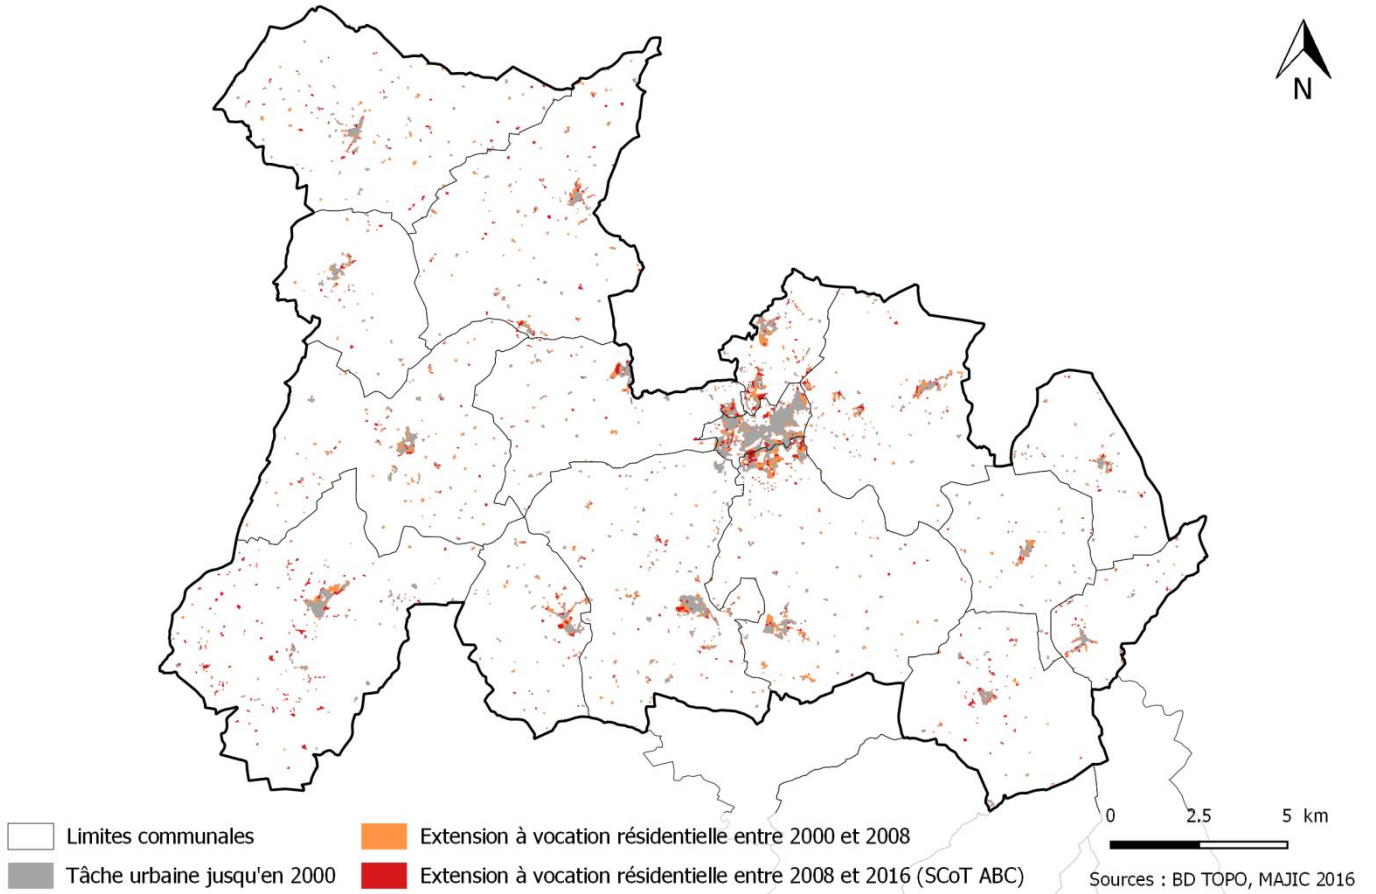 N
Limites communales
Tâche urbaine jusqu'en 2000
Extension à vocation résidentielle entre 2000 et 2008
Extension à vocation résidentielle entre 2008 et 2016 (SCoT ABC)
0 2.5 5 km
Sources : BD TOPO, MAJIC 2016